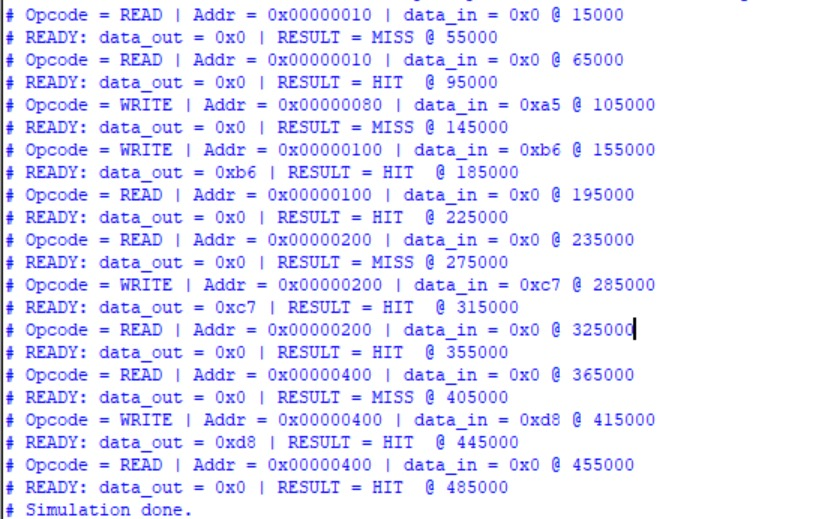 # Opcode = READ | Addr = 0x00000010 | data_in = 0x0 @ 15000
# READY: data_out = 0x0 | RESULT = MISS @ 55000
# Opcode = READ | Addr = 0x00000010 | data_in = 0x0 @ 65000
# READY: data_out = 0x0 | RESULT = HIT  @ 95000
# Opcode = WRITE | Addr = 0x00000080 | data_in = 0xa5 @ 105000
# READY: data_out = 0x0 | RESULT = MISS @ 145000
# Opcode = WRITE | Addr = 0x00000100 | data_in = 0xb6 @ 155000
# READY: data_out = 0xb6 | RESULT = HIT  @ 185000
# Opcode = READ | Addr = 0x00000100 | data_in = 0x0 @ 195000
# READY: data_out = 0x0 | RESULT = HIT  @ 225000
# Opcode = READ | Addr = 0x00000200 | data_in = 0x0 @ 235000
# READY: data_out = 0x0 | RESULT = MISS @ 275000
# Opcode = WRITE | Addr = 0x00000200 | data_in = 0xc7 @ 285000
# READY: data_out = 0xc7 | RESULT = HIT  @ 315000
# Opcode = READ | Addr = 0x00000200 | data_in = 0x0 @ 325000
# READY: data_out = 0x0 | RESULT = HIT  @ 355000
# Opcode = READ | Addr = 0x00000400 | data_in = 0x0 @ 365000
# READY: data_out = 0x0 | RESULT = MISS @ 405000
# Opcode = WRITE | Addr = 0x00000400 | data_in = 0xd8 @ 415000
# READY: data_out = 0xd8 | RESULT = HIT  @ 445000
# Opcode = READ | Addr = 0x00000400 | data_in = 0x0 @ 455000
# READY: data_out = 0x0 | RESULT = HIT  @ 485000
# Simulation done.